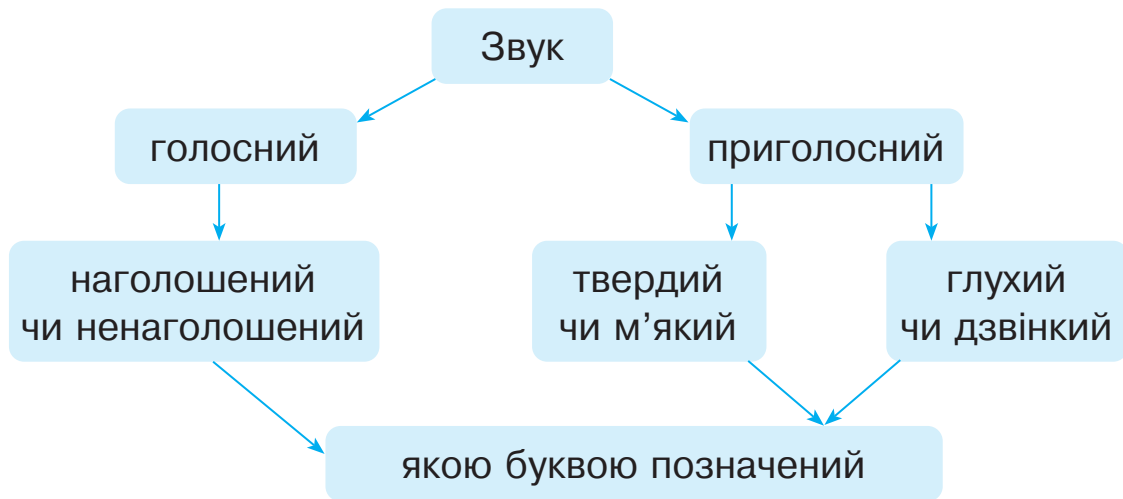 Звук
голосний
приголосний
наголошений
чи ненаголошений
твердий
чи м’який
глухий
чи дзвінкий
якою буквою позначений